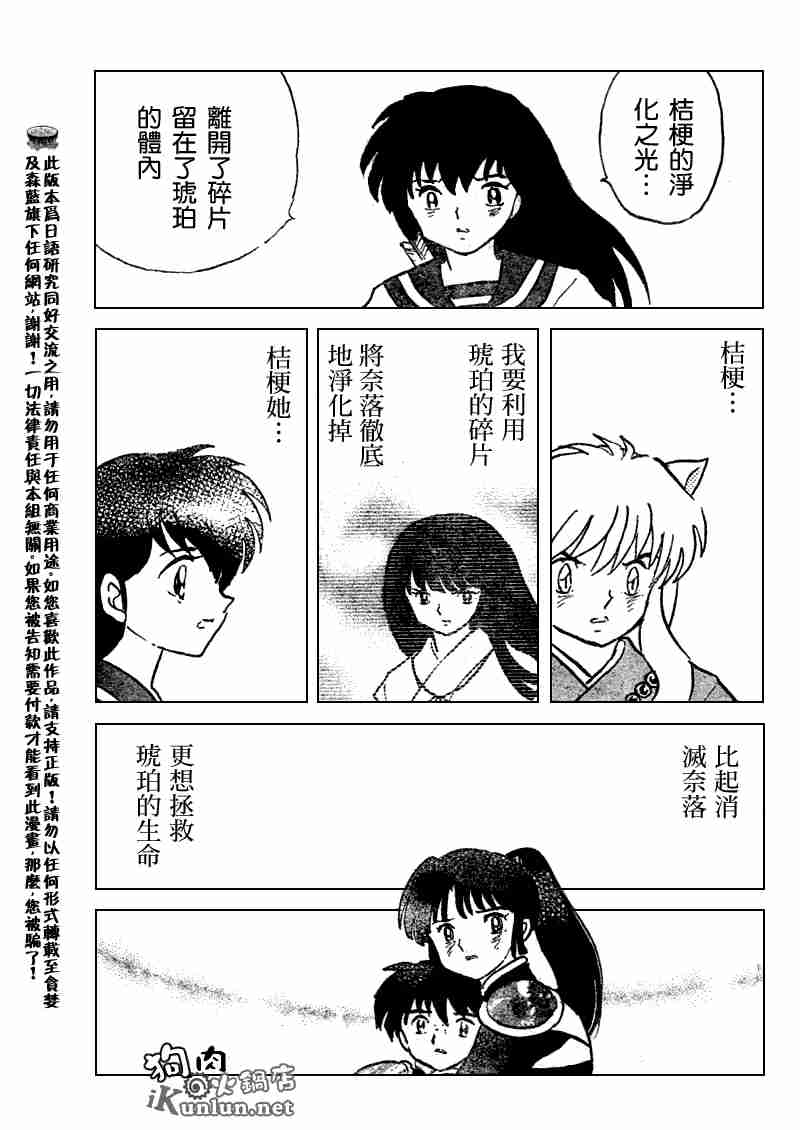 桔梗的淨
化之光…
離開了碎片
留在了琥珀
的體內
桔梗…
我要利用
琥珀的碎片
將奈落徹底
地淨化掉
桔梗她…
比起消
滅奈落
更想拯救
琥珀的生命
此版本爲日語研究同好交流之用，請勿用于任何商業用途。如您喜歡此作品，請支持正版！請勿以任何形式轉載至貪婪
及森藍旗下任何網站，謝謝！一切法律責任與本組無關。如果您被告知需要付款才能看到此漫畫，那麼，您被騙了！
狗肉
火鍋店
iKunlun.net